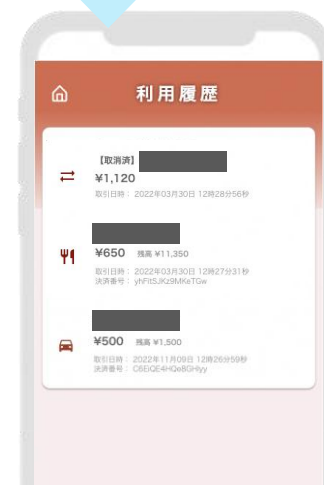 利用履歴
【取消済】
¥1,120
取引日時： 2022年03月30日 12時28分56秒
¥650 残高 ¥11,350
取引日時： 2022年03月30日 12時27分31秒
決済番号： yhFitSJKz9MKeTGw
¥500 残高 ¥1,500
取引日時： 2022年11月09日 12時26分59秒
決済番号： C6EiQE4HQe8GHlyy